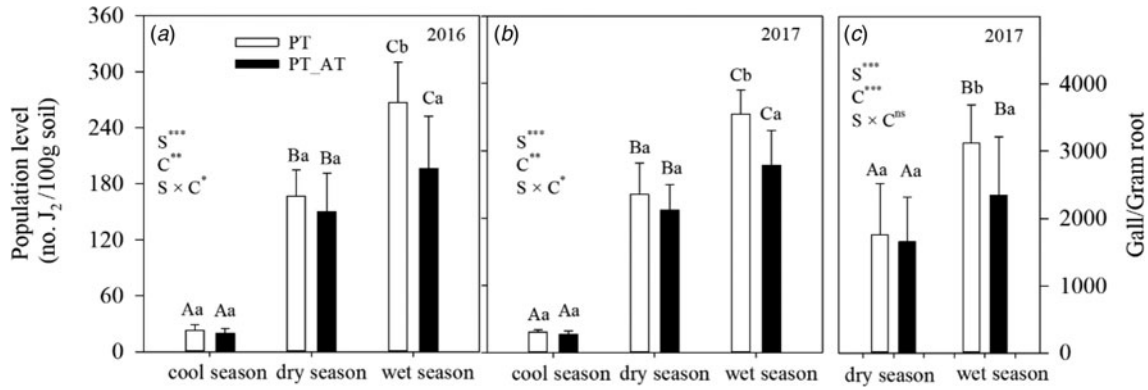 Population level
(no. J₂ /100g soil)
360
300
240
180
120
60
0
(a)
PT
PT_AT
2016
S***
C**
S × C*
Aa Aa
Ba Ba
Cb
Ca
cool season dry season wet season
(b)
2017
S***
C**
S × C*
Aa Aa
Ba
Ba
Cb
Ca
cool season dry season wet season
(c)
2017
S***
C***
S × Cⁿˢ
Aa Aa
Bb
Ba
dry season wet season
4000
3000
2000
1000
0
Gall/Gram root